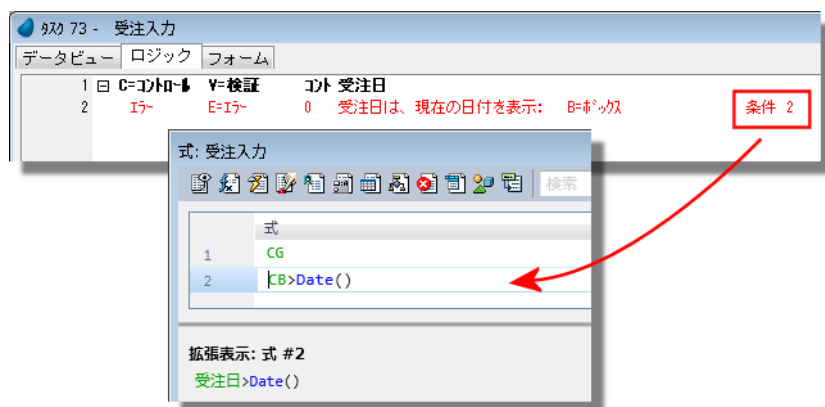 ﾀｽｸ 73 - 受注入力
データビュー ロジック フォーム
1 C=ｺﾝﾄﾛｰﾙ V=検証 ｺﾝﾄ 受注日
2 ｴﾗｰ E=ｴﾗｰ 0 受注日は、現在の日付を表示: B=ﾎﾞｯｸｽ 条件 2
式: 受注入力
検索
式
1 CG
2 CB>Date()
拡張表示: 式 #2
受注日>Date()